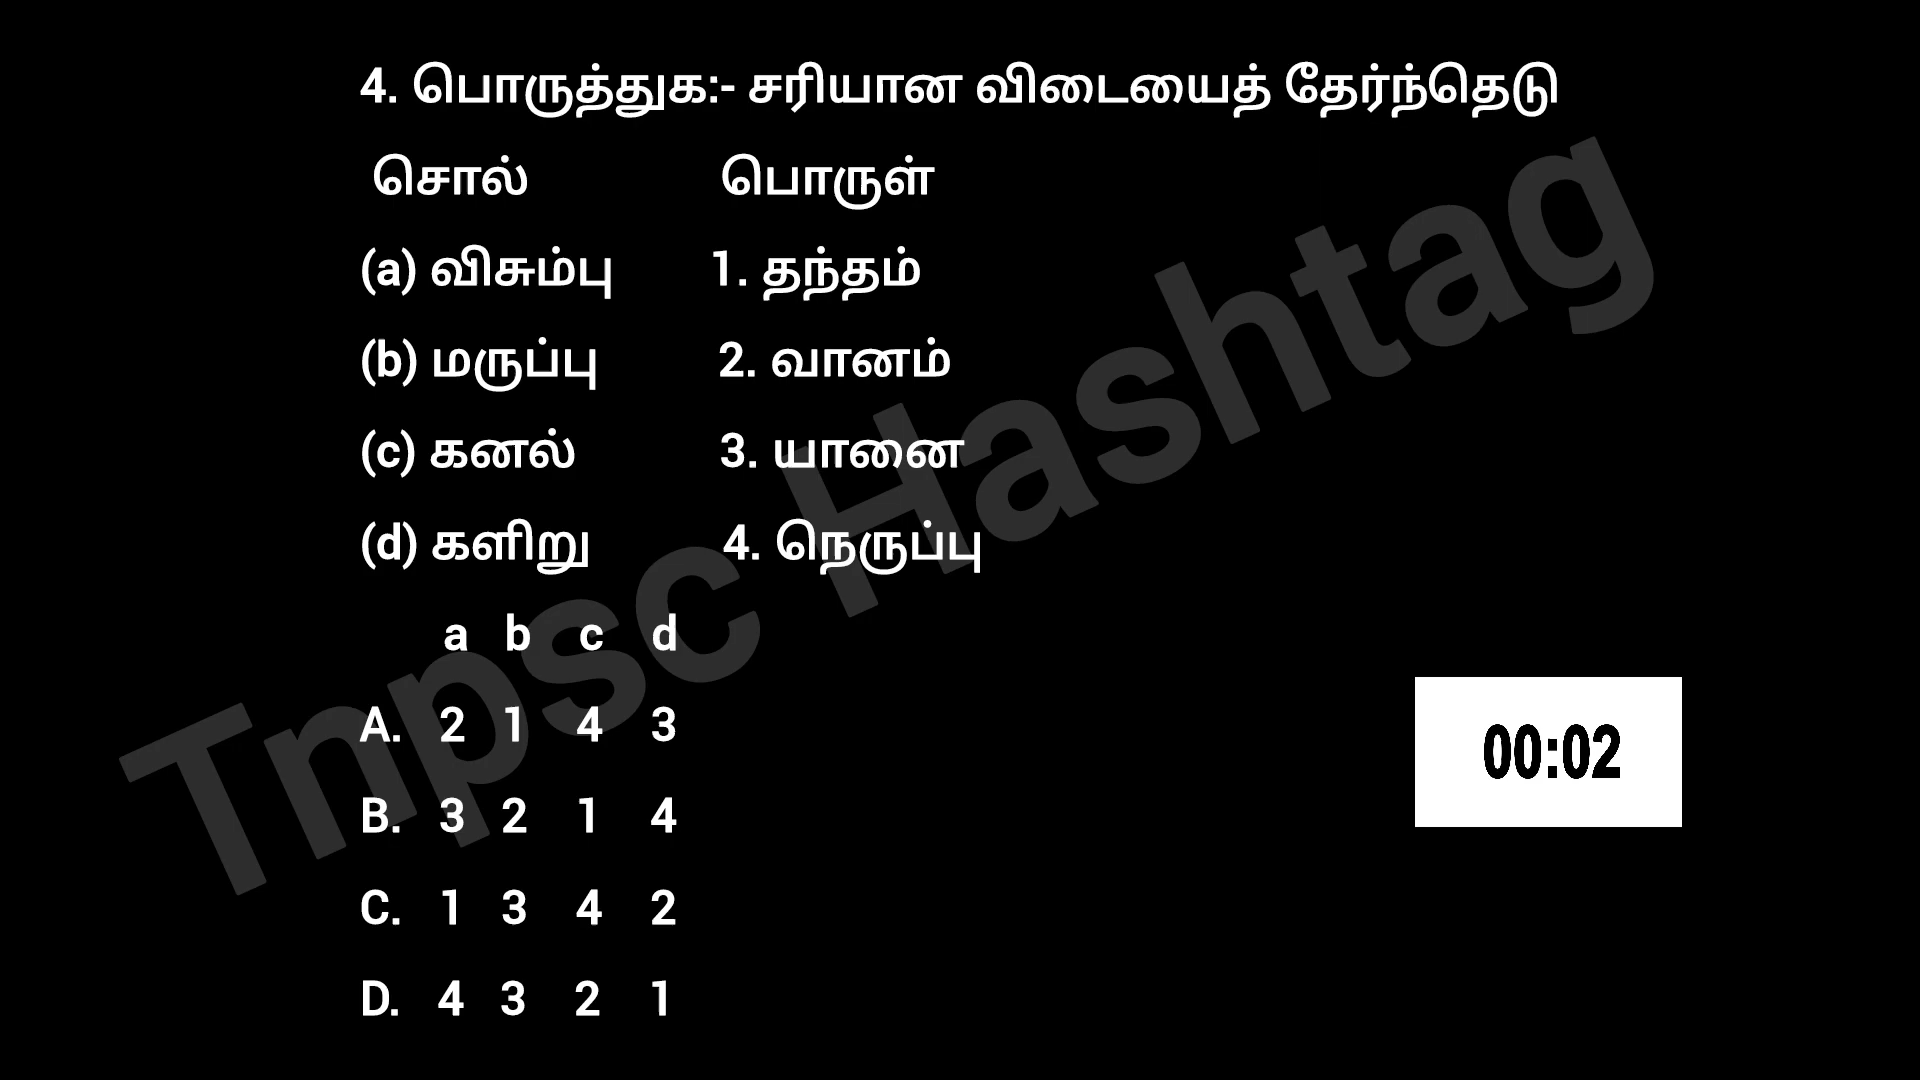 4. பொருத்துக:- சரியான விடையைத் தேர்ந்தெடு
சொல் பொருள்
(a) விசும்பு 1. தந்தம்
(b) மருப்பு 2. வானம்
(c) கனல் 3. யானை
(d) களிறு 4. நெருப்பு
a b c d
A. 2 1 4 3
B. 3 2 1 4
C. 1 3 4 2
D. 4 3 2 1
00:02
Tnpsc Hashtag